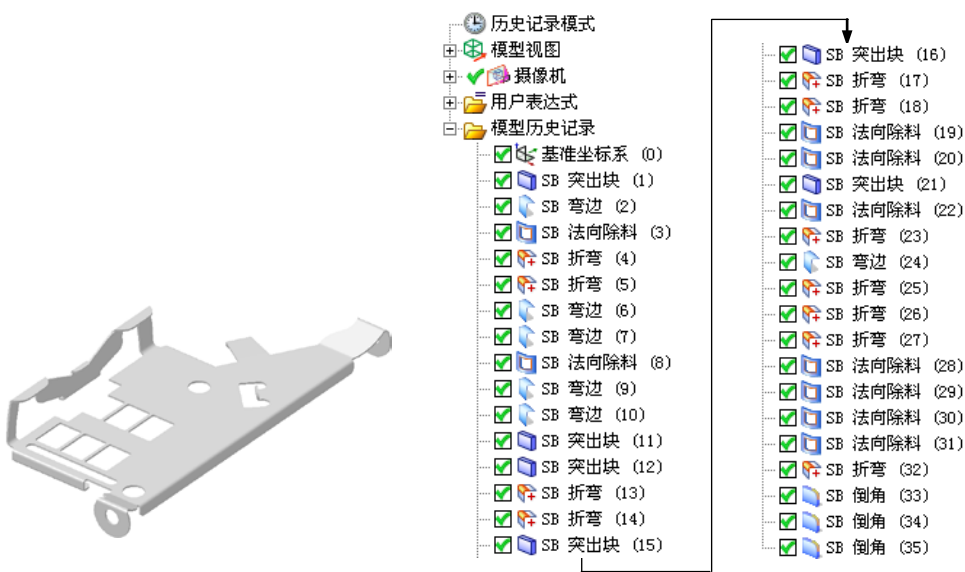 历史记录模式
模型视图
摄像机
用户表达式
模型历史记录
基准坐标系 (0)
SB 突出块 (1)
SB 弯边 (2)
SB 法向除料 (3)
SB 折弯 (4)
SB 折弯 (5)
SB 弯边 (6)
SB 弯边 (7)
SB 法向除料 (8)
SB 弯边 (9)
SB 弯边 (10)
SB 突出块 (11)
SB 突出块 (12)
SB 折弯 (13)
SB 折弯 (14)
SB 突出块 (15)
SB 突出块 (16)
SB 折弯 (17)
SB 折弯 (18)
SB 法向除料 (19)
SB 法向除料 (20)
SB 突出块 (21)
SB 法向除料 (22)
SB 折弯 (23)
SB 弯边 (24)
SB 折弯 (25)
SB 折弯 (26)
SB 折弯 (27)
SB 法向除料 (28)
SB 法向除料 (29)
SB 法向除料 (30)
SB 法向除料 (31)
SB 折弯 (32)
SB 倒角 (33)
SB 倒角 (34)
SB 倒角 (35)